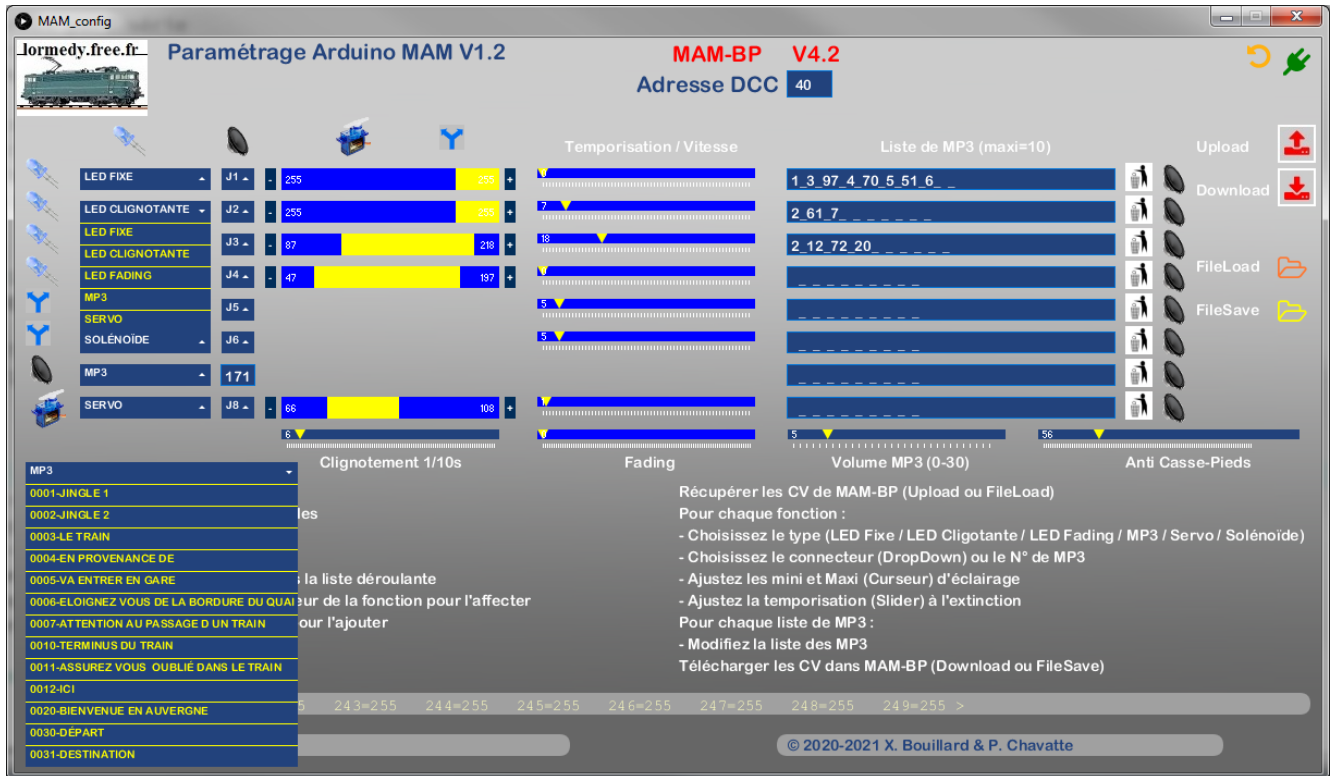 MAM_config
lormedy.free.fr
Paramétrage Arduino MAM V1.2
MAM-BP V4.2
Adresse DCC 40
Temporisation / Vitesse
Liste de MP3 (maxi=10)
Upload
LED FIXE J1 - 255 255 + 1_3_97_4_70_5_51_6_ _
Download
LED CLIGNOTANTE J2 - 255 255 + 7 2_61_7_ _ _ _ _ _ _
LED FIXE
J3 - 87 218 + 18 2_12_72_20_ _ _ _ _ _
LED CLIGNOTANTE
LED FADING J4 - 47 197 + _ _ _ _ _ _ _ _ _
FileLoad
MP3
J5 5 _ _ _ _ _ _ _ _ _
FileSave
SERVO
SOLÉNOÏDE J6 5 _ _ _ _ _ _ _ _ _
MP3 171 _ _ _ _ _ _ _ _ _
SERVO J8 - 66 108 + _ _ _ _ _ _ _ _ _
6 5 56
Clignotement 1/10s
Fading
Volume MP3 (0-30)
Anti Casse-Pieds
MP3
0001-JINGLE 1
0002-JINGLE 2
0003-LE TRAIN
0004-EN PROVENANCE DE
0005-VA ENTRER EN GARE
0006-ELOIGNEZ VOUS DE LA BORDURE DU QUAI
0007-ATTENTION AU PASSAGE D UN TRAIN
0010-TERMINUS DU TRAIN
0011-ASSUREZ VOUS OUBLIÉ DANS LE TRAIN
0012-ICI
0020-BIENVENUE EN AUVERGNE
0030-DÉPART
0031-DESTINATION
les
la liste déroulante
eur de la fonction pour l'affecter
our l'ajouter
Récupérer les CV de MAM-BP (Upload ou FileLoad)
Pour chaque fonction :
- Choisissez le type (LED Fixe / LED Cligotante / LED Fading / MP3 / Servo / Solénoïde)
- Choisissez le connecteur (DropDown) ou le N° de MP3
- Ajustez les mini et Maxi (Curseur) d'éclairage
- Ajustez la temporisation (Slider) à l'extinction
Pour chaque liste de MP3 :
- Modifiez la liste des MP3
Télécharger les CV dans MAM-BP (Download ou FileSave)
5 243=255 244=255 245=255 246=255 247=255 248=255 249=255 >
© 2020-2021 X. Bouillard & P. Chavatte